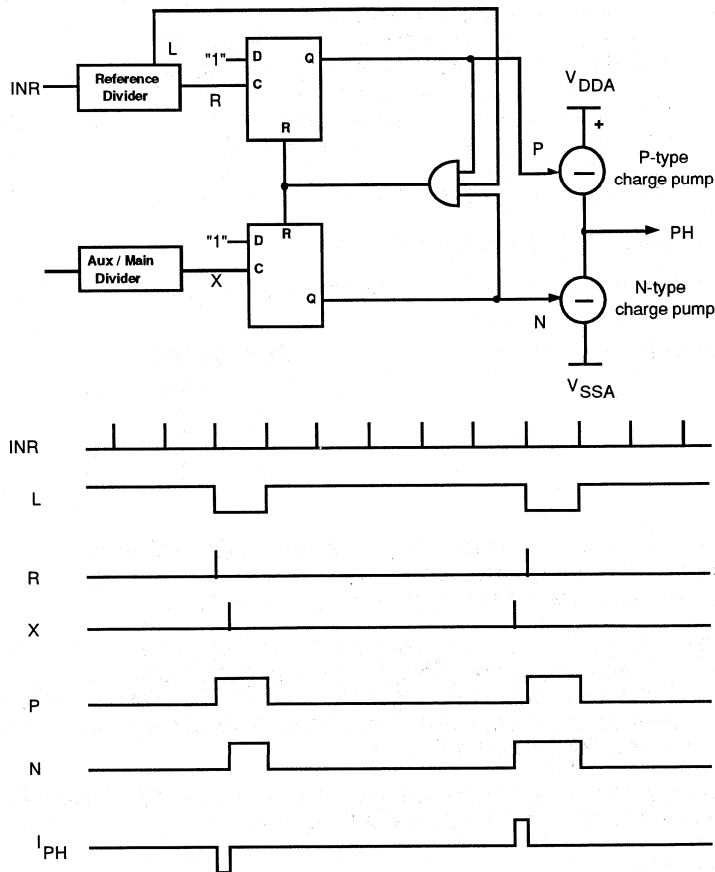 L
"1"
D
Q
INR
Reference
Divider
R
C
V DDA
+
R
P
P-type
charge pump
PH
"1"
D
R
Aux / Main
Divider
X
C
Q
N
N-type
charge pump
V SSA
INR
L
R
X
P
N
I PH